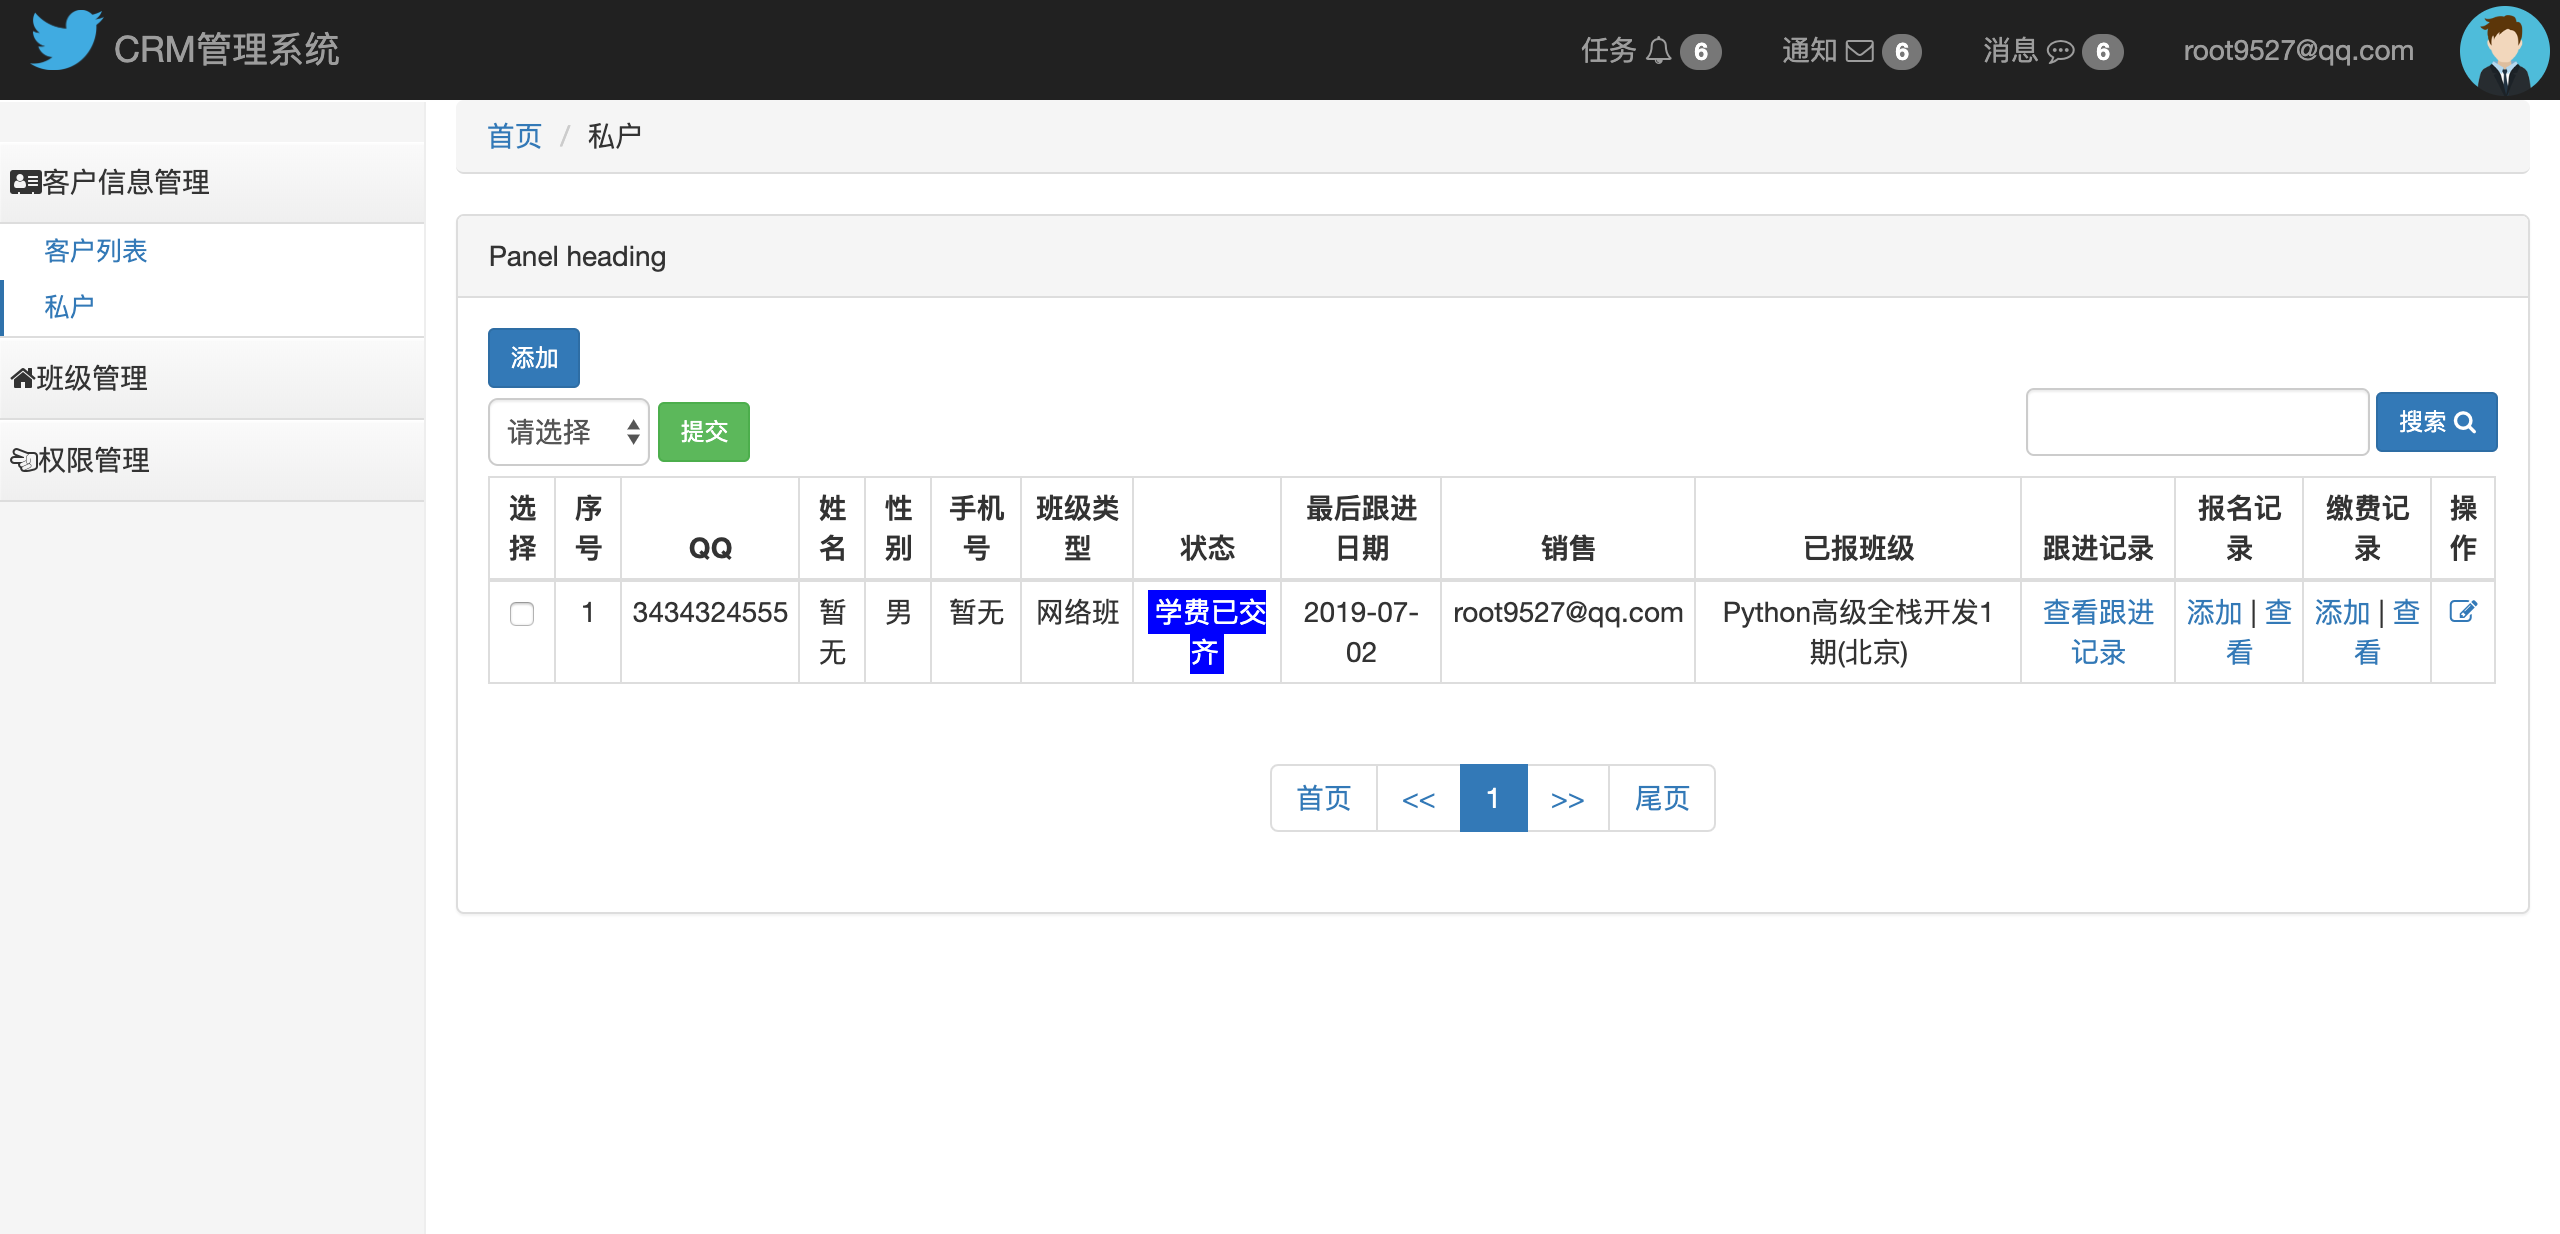 CRM管理系统
任务 6 通知 6 消息 6 root9527@qq.com
首页 / 私户
客户信息管理
客户列表
私户
班级管理
权限管理
Panel heading
添加
请选择 提交
搜索
选择 序号 QQ 姓名 性别 手机号 班级类型 状态 最后跟进日期 销售 已报班级 跟进记录 报名记录 缴费记录 操作
1 3434324555 暂无 男 暂无 网络班 学费已交齐 2019-07-02 root9527@qq.com Python高级全栈开发1期(北京) 查看跟进记录 添加 | 查看 添加 | 查看
首页 << 1 >> 尾页